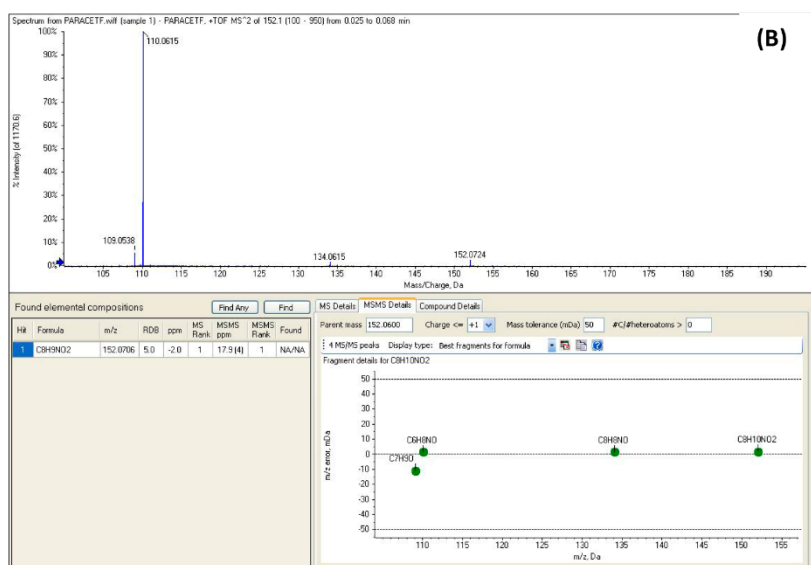 Spectrum from PARACETF.wiff (sample 1) - PARACETF, +TOF MS^2 of 152.1 (100 - 950) from 0.025 to 0.068 min
(B)
100%
90%
80%
70%
60%
50%
40%
30%
20%
10%
0%
% Intensity (of 1170.6)
110.0615
109.0538
134.0615
152.0724
105 110 115 120 125 130 135 140 145 150 155 160 165 170 175 180 185 190
Mass/Charge, Da
Found elemental compositions
Find Any
Find
Hit Formula m/z RDB ppm MS Rank MSMS ppm MSMS Rank Found
1 C8H9NO2 152.0706 5.0 -2.0 1 17.9 (4) 1 NA/NA
MS Details MSMS Details Compound Details
Parent mass 152.0600 Charge <= +1 Mass tolerance (mDa) 50 #C/#heteroatoms > 0
4 MS/MS peaks Display type: Best fragments for formula
Fragment details for C8H10NO2
50
40
30
20
10
0
-10
-20
-30
-40
-50
m/z error, mDa
C6H8NO
C7H9O
C8H8NO
C8H10NO2
110 115 120 125 130 135 140 145 150 155
m/z, Da